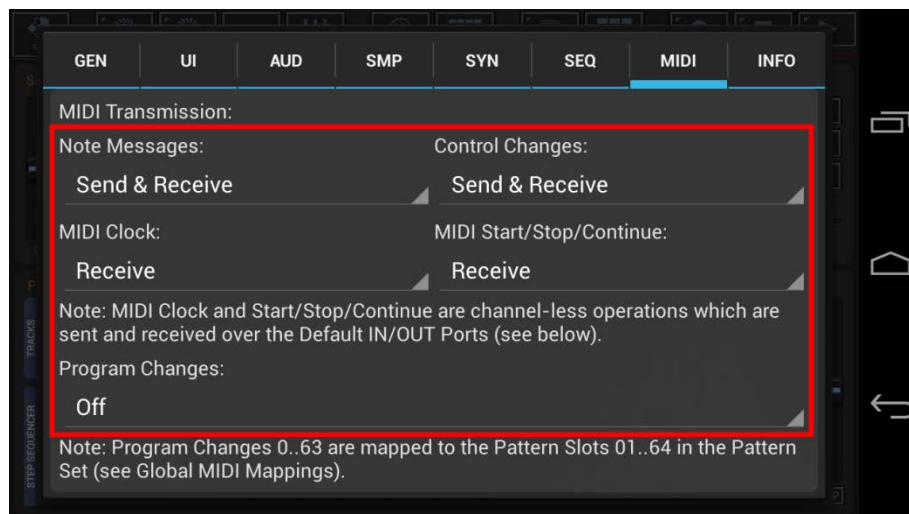 GEN UI AUD SMP SYN SEQ MIDI INFO
MIDI Transmission:
Note Messages: Control Changes:
Send & Receive Send & Receive
MIDI Clock: MIDI Start/Stop/Continue:
Receive Receive
Note: MIDI Clock and Start/Stop/Continue are channel-less operations which are
sent and received over the Default IN/OUT Ports (see below).
Program Changes:
Off
Note: Program Changes 0..63 are mapped to the Pattern Slots 01..64 in the Pattern
Set (see Global MIDI Mappings).
TRACKS
STEP SEQUENCER